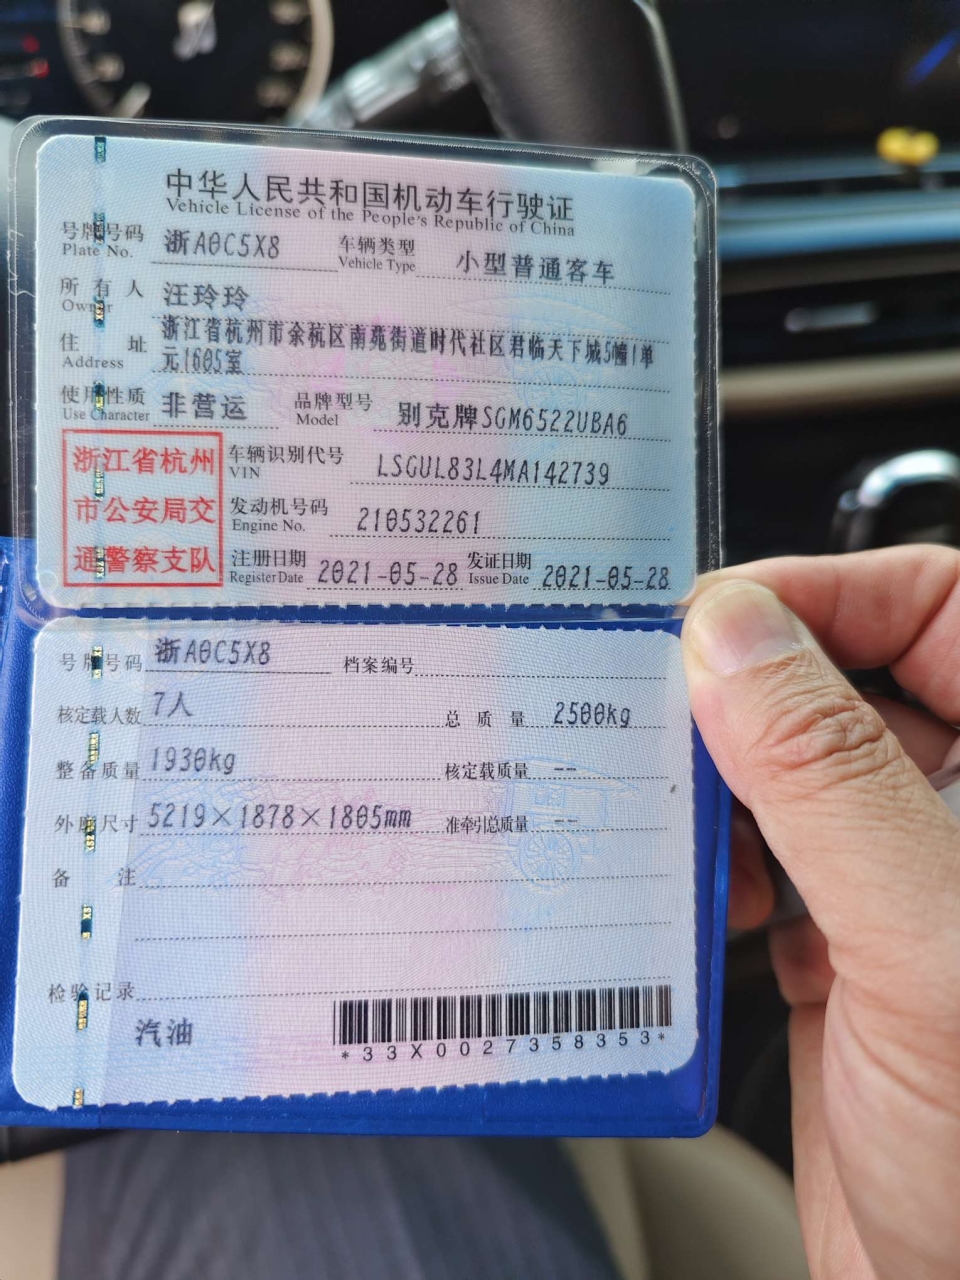 中华人民共和国机动车行驶证
Vehicle License of the People's Republic of China
号牌号码 浙A0C5X8 车辆类型 小型普通客车
Plate No. Vehicle Type
所有人 汪玲玲
Owner
住址 浙江省杭州市余杭区南苑街道时代社区君临天下城5幢1单
Address 元1605室
使用性质 非营运 品牌型号 别克牌SGM6522UBA6
Use Character Model
浙江省杭州
市公安局交
通警察支队
车辆识别代号 LSGUL83L4MA142739
VIN
发动机号码 210532261
Engine No.
注册日期 2021-05-28 发证日期 2021-05-28
Register Date Issue Date
号牌号码 浙A0C5X8 档案编号
核定载人数 7人 总质量 2500kg
整备质量 1930kg 核定载质量 --
外廓尺寸 5219×1878×1805mm 准牵引总质量 --
备注
检验记录
汽油
*33X0027358353*